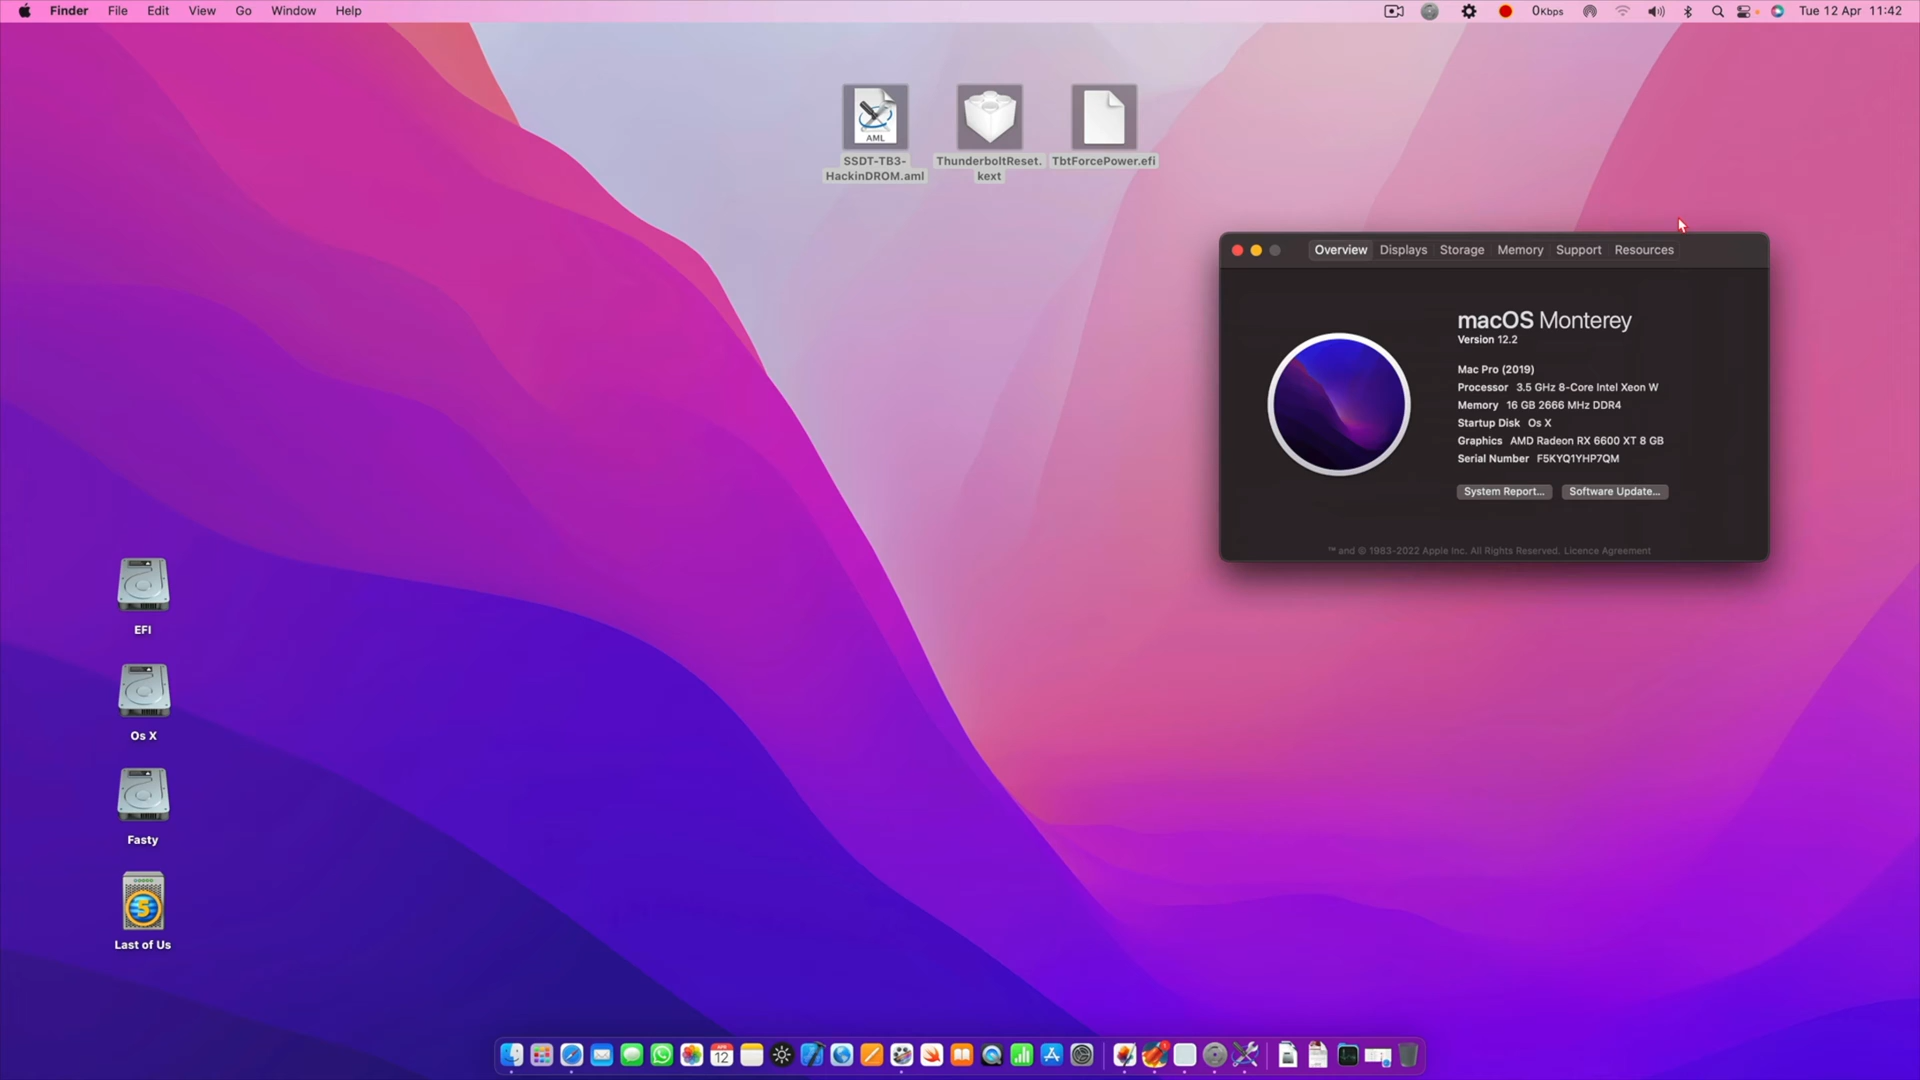 Finder File Edit View Go Window Help 0Kbps Tue 12 Apr 11:42
AML
SSDT-TB3-
HackinDROM.aml
ThunderboltReset.
kext
TbtForcePower.efi
Overview Displays Storage Memory Support Resources
macOS Monterey
Version 12.2
Mac Pro (2019)
Processor 3.5 GHz 8-Core Intel Xeon W
Memory 16 GB 2666 MHz DDR4
Startup Disk Os X
Graphics AMD Radeon RX 6600 XT 8 GB
Serial Number F5KYQ1YHP7QM
System Report... Software Update...
™ and © 1983-2022 Apple Inc. All Rights Reserved. Licence Agreement
EFI
Os X
Fasty
5
Last of Us
12